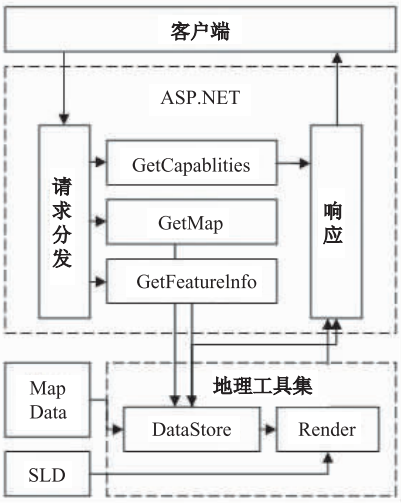 客户端
ASP.NET
请求分发
GetCapablities
响应
GetMap
GetFeatureInfo
地理工具集
Map
Data
DataStore
Render
SLD